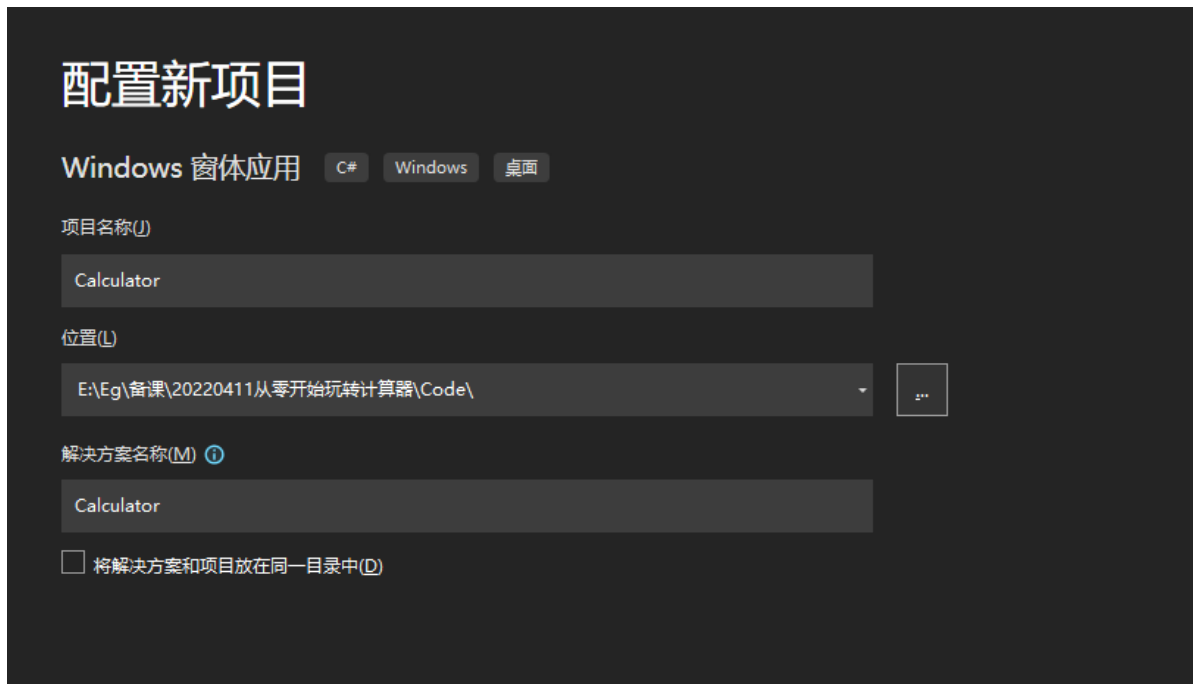 配置新项目
Windows 窗体应用 C# Windows 桌面
项目名称(J)
Calculator
位置(L)
E:\Eg\备课\20220411从零开始玩转计算器\Code\
...
解决方案名称(M)
Calculator
将解决方案和项目放在同一目录中(D)